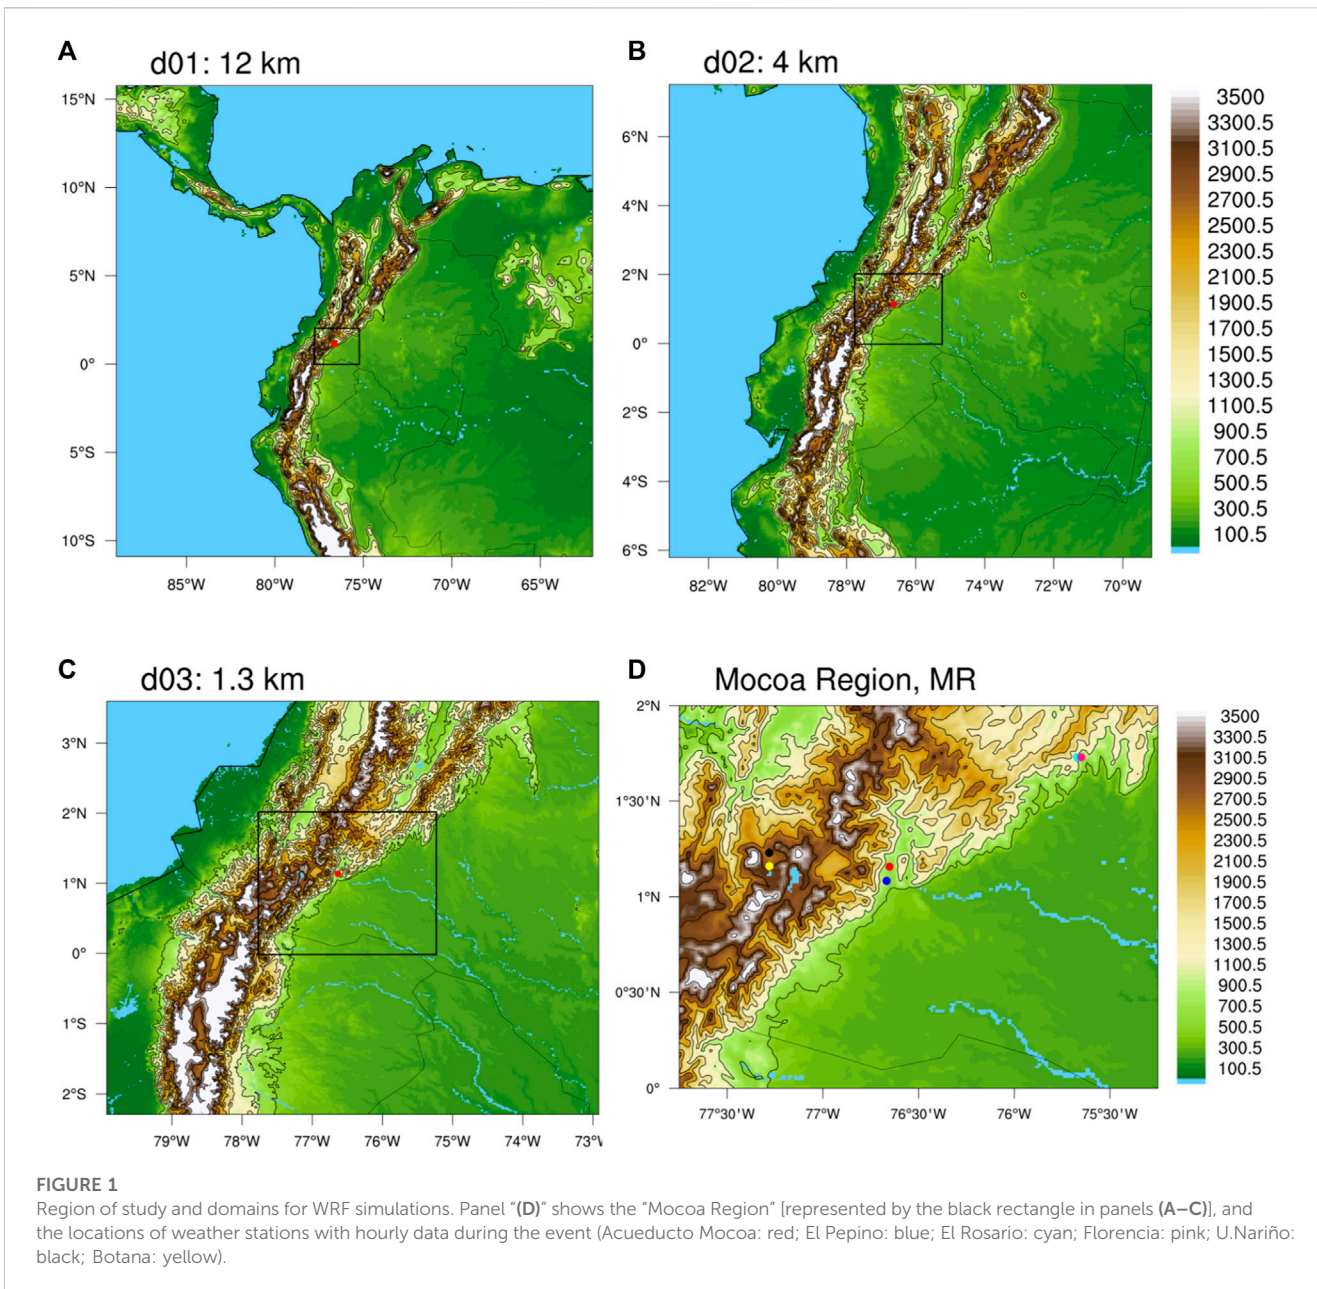 A
d01: 12 km
15°N
10°N
5°N
0°
5°S
10°S
85°W 80°W 75°W 70°W 65°W
B
d02: 4 km
6°N
4°N
2°N
0°
2°S
4°S
6°S
82°W 80°W 78°W 76°W 74°W 72°W 70°W
3500
3300.5
3100.5
2900.5
2700.5
2500.5
2300.5
2100.5
1900.5
1700.5
1500.5
1300.5
1100.5
900.5
700.5
500.5
300.5
100.5
C
d03: 1.3 km
3°N
2°N
1°N
0°
1°S
2°S
79°W 78°W 77°W 76°W 75°W 74°W 73°W
D
Mocoa Region, MR
2°N
1°30'N
1°N
0°30'N
0°
77°30'W 77°W 76°30'W 76°W 75°30'W
3500
3100.5
2900.5
2700.5
2500.5
2300.5
2100.5
1900.5
1700.5
1500.5
1300.5
1100.5
900.5
700.5
500.5
300.5
100.5
FIGURE 1
Region of study and domains for WRF simulations. Panel “(D)” shows the “Mocoa Region” [represented by the black rectangle in panels (A–C)], and
the locations of weather stations with hourly data during the event (Acueducto Mocoa: red; El Pepino: blue; El Rosario: cyan; Florencia: pink; U.Nariño:
black; Botana: yellow).